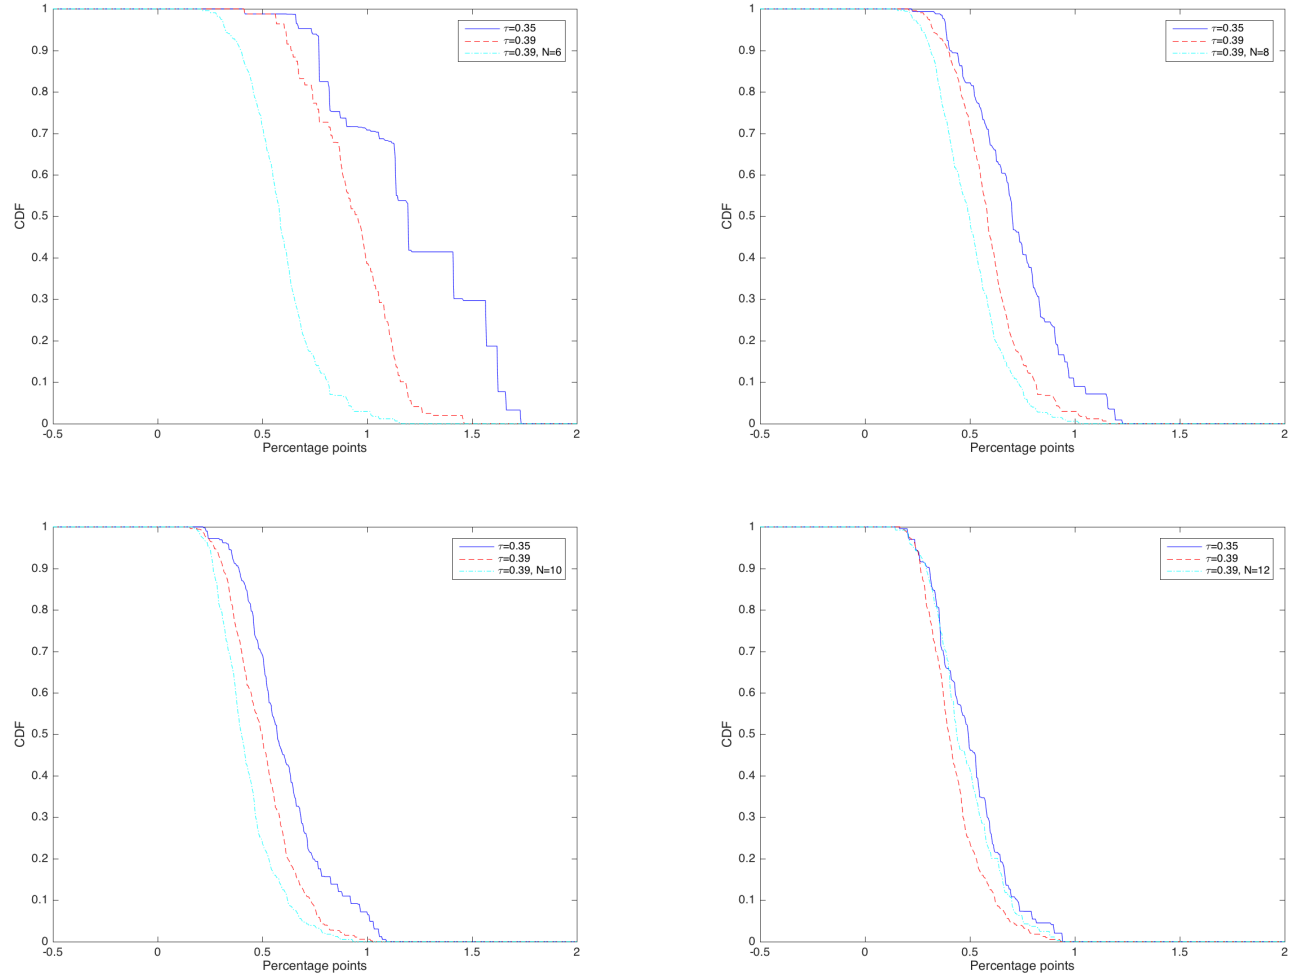 1
0.9
0.8
0.7
0.6
0.5
0.4
0.3
0.2
0.1
0
CDF
-0.5 0 0.5 1 1.5 2
Percentage points
τ=0.35
τ=0.39
τ=0.39, N=6
1
0.9
0.8
0.7
0.6
0.5
0.4
0.3
0.2
0.1
0
CDF
-0.5 0 0.5 1 1.5 2
Percentage points
τ=0.35
τ=0.39
τ=0.39, N=8
1
0.9
0.8
0.7
0.6
0.5
0.4
0.3
0.2
0.1
0
CDF
-0.5 0 0.5 1 1.5 2
Percentage points
τ=0.35
τ=0.39
τ=0.39, N=10
1
0.9
0.8
0.7
0.6
0.5
0.4
0.3
0.2
0.1
0
CDF
-0.5 0 0.5 1 1.5 2
Percentage points
τ=0.35
τ=0.39
τ=0.39, N=12